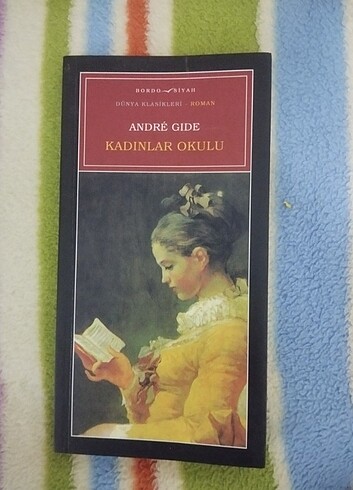 BORDO SİYAH
DÜNYA KLASİKLERİ - ROMAN
ANDRÉ GIDE
KADINLAR OKULU